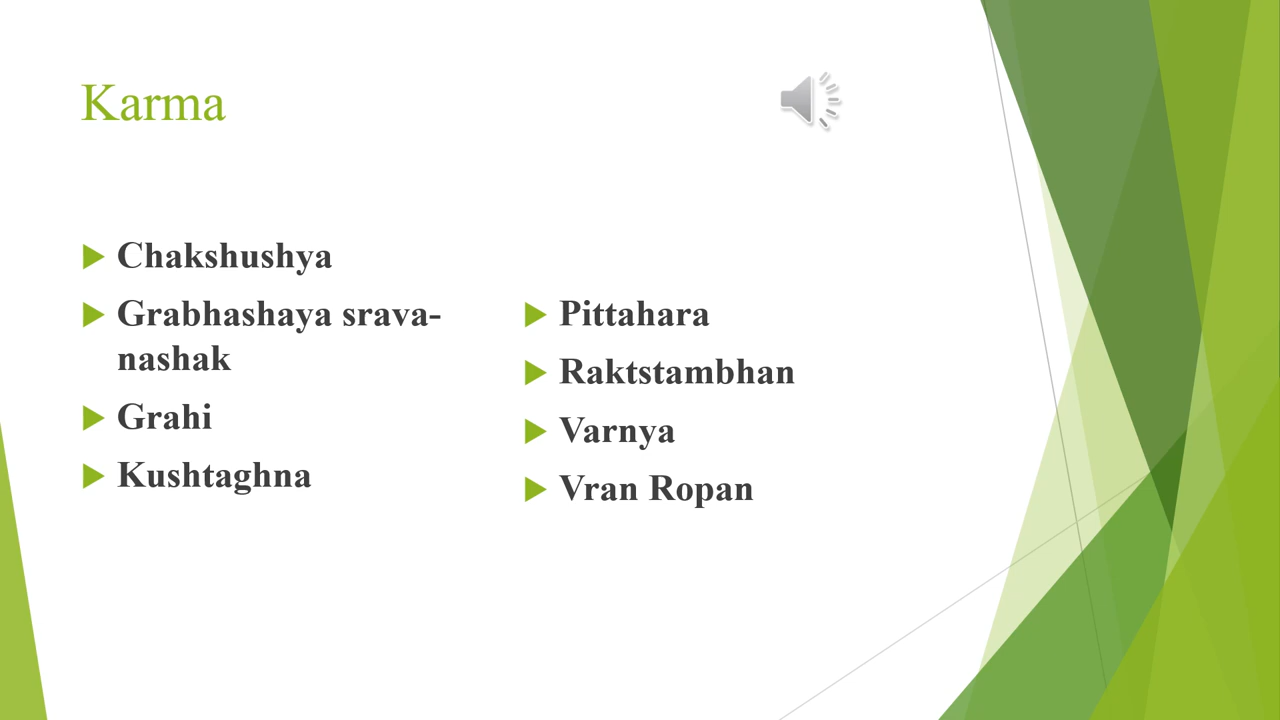 Karma
Chakshushya
Grabhashaya srava-
nashak
Grahi
Kushtaghna
Pittahara
Raktstambhan
Varnya
Vran Ropan